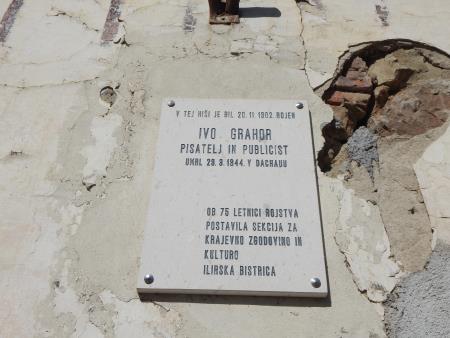 V TEJ HIŠI JE BIL 20.11.1902. ROJEN
IVO GRAHOR
PISATELJ IN PUBLICIST
UMRL 29.3.1944. V DACHAUU
OB 75 LETNICI ROJSTVA
POSTAVILA SEKCIJA ZA
KRAJEVNO ZGODOVINO IN
KULTURO
ILIRSKA BISTRICA